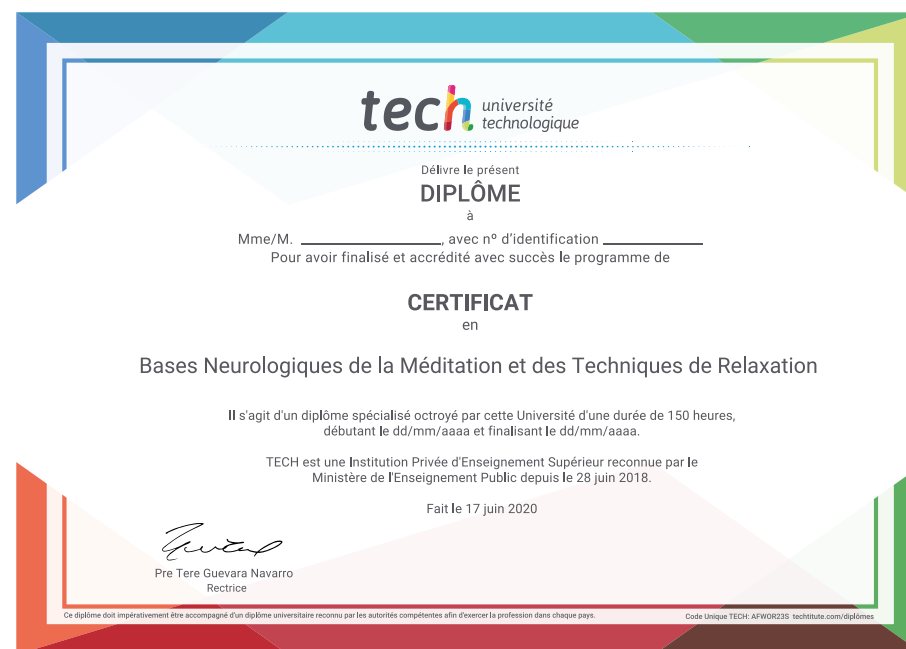 tech université
technologique
Délivre le présent
DIPLÔME
à
Mme/M. ____________________, avec nº d'identification ______________
Pour avoir finalisé et accrédité avec succès le programme de
CERTIFICAT
en
Bases Neurologiques de la Méditation et des Techniques de Relaxation
Il s'agit d'un diplôme spécialisé octroyé par cette Université d'une durée de 150 heures,
débutant le dd/mm/aaaa et finalisant le dd/mm/aaaa.
TECH est une Institution Privée d'Enseignement Supérieur reconnue par le
Ministère de l'Enseignement Public depuis le 28 juin 2018.
Fait le 17 juin 2020
Pre Tere Guevara Navarro
Rectrice
Ce diplôme doit impérativement être accompagné d'un diplôme universitaire reconnu par les autorités compétentes afin d'exercer la profession dans chaque pays.
Code Unique TECH: AFWOR23S techtitute.com/diplômes